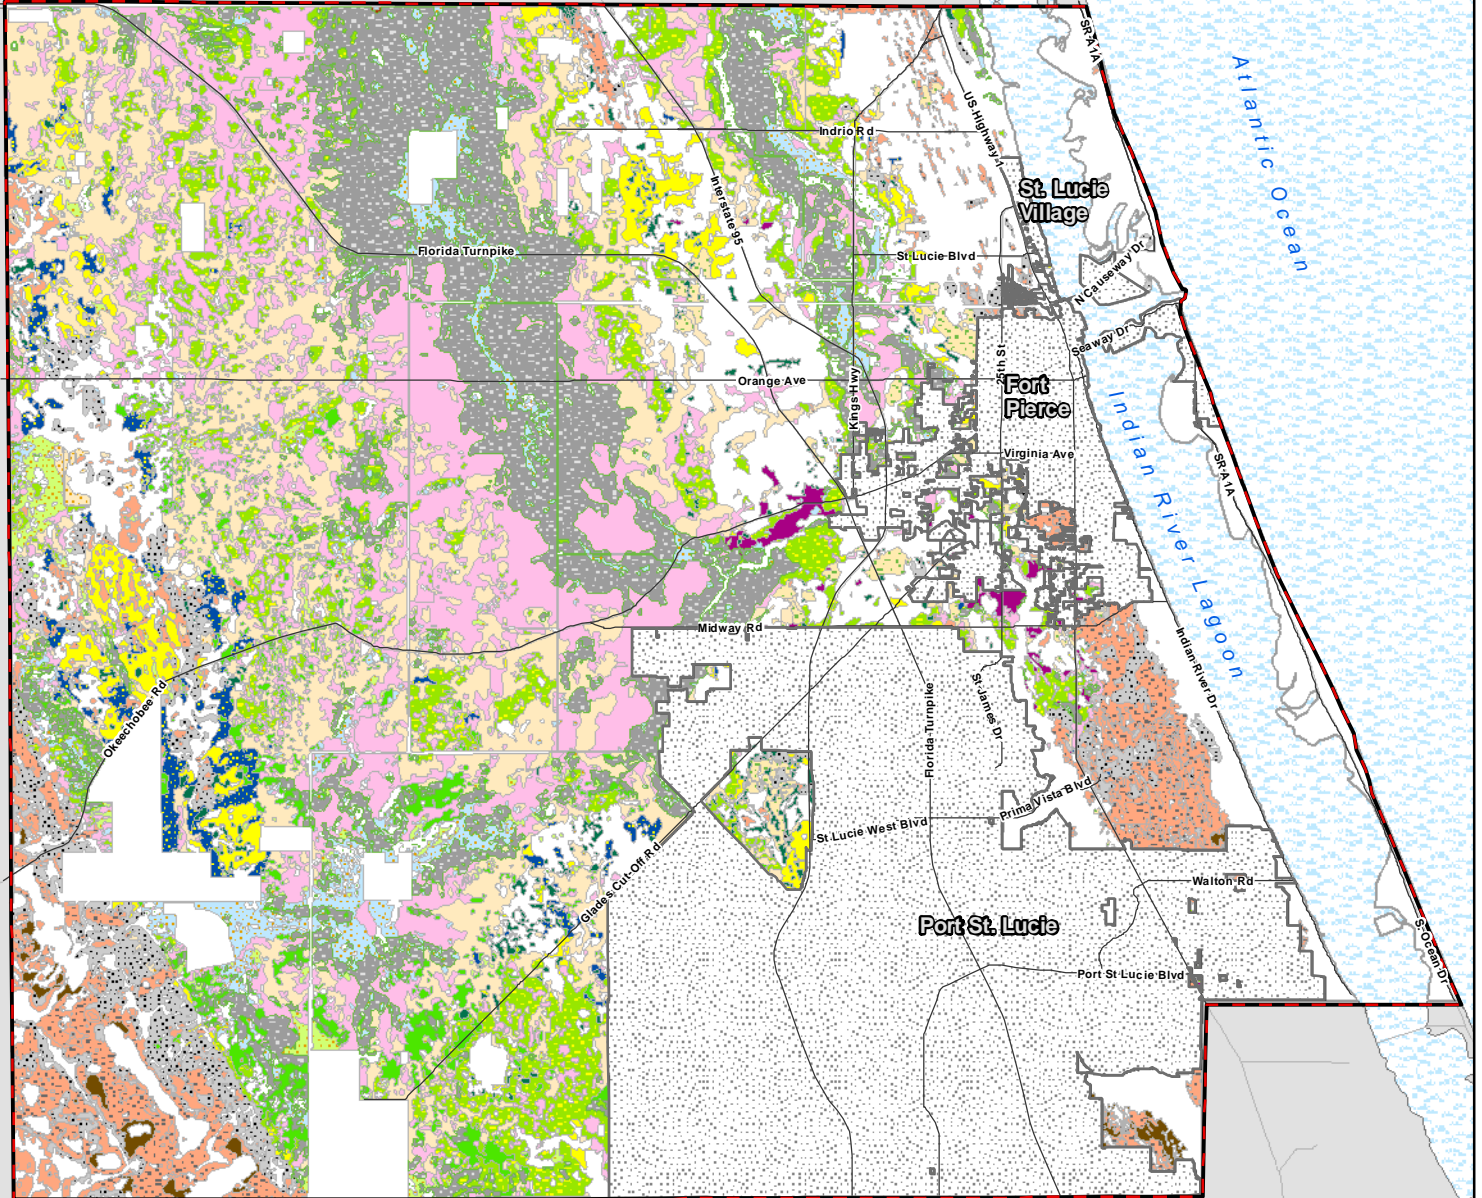 SR-A1A
Atlantic Ocean
US Highway 1
Indrio Rd
St. Lucie
Village
Interstate 95
Florida Turnpike
St Lucie Blvd
N Causeway Dr
Seaway Dr
25th St
Orange Ave
Fort
Pierce
Kings Hwy
Indian River Lagoon
Virginia Ave
SR-A1A
Midway Rd
Indian River Dr
Okeechobee Rd
St James Dr
Florida Turnpike
Prima Vista Blvd
St Lucie West Blvd
Glades Cut-Off Rd
Walton Rd
Port St. Lucie
S Ocean Dr
Port St Lucie Blvd